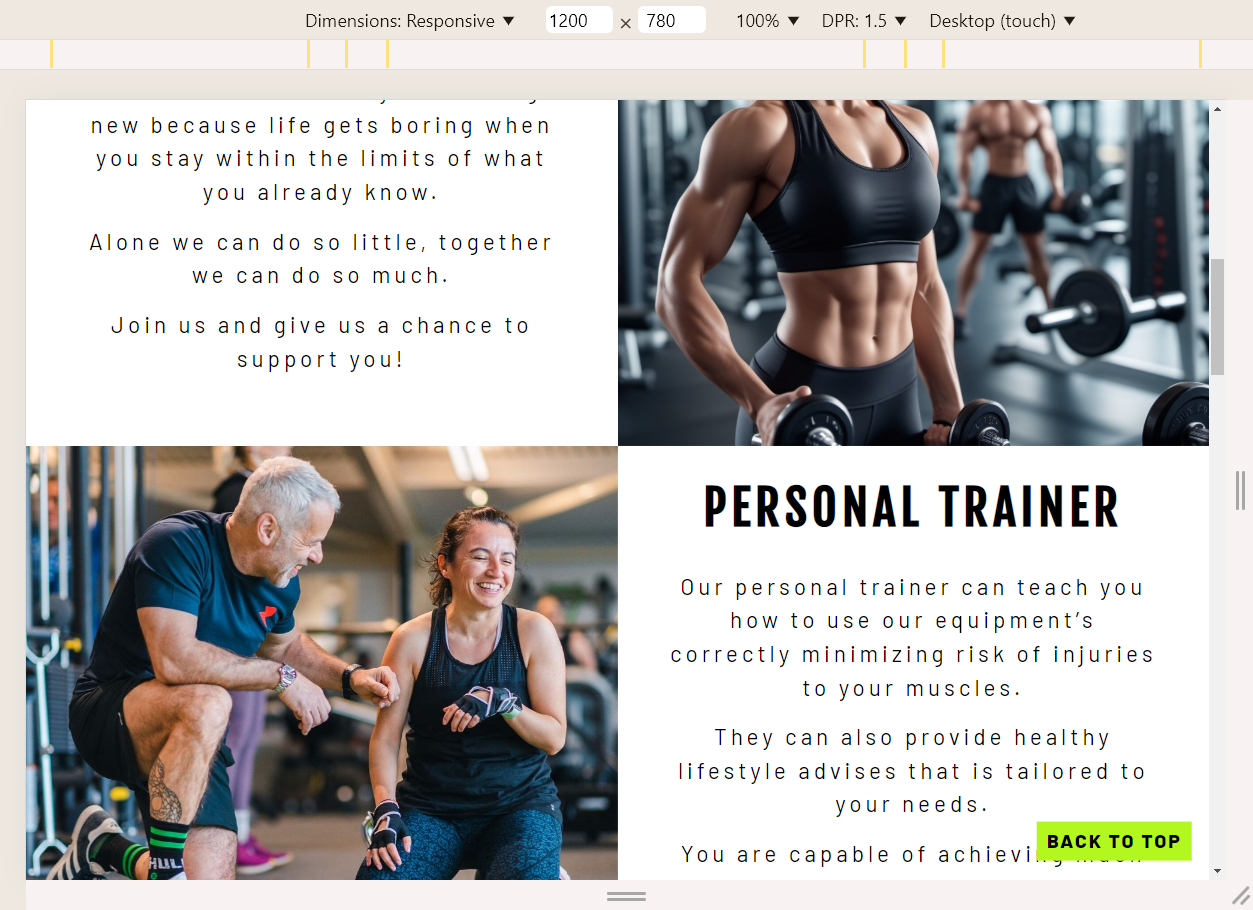 Dimensions: Responsive ▼ 1200 × 780 100% ▼ DPR: 1.5 ▼ Desktop (touch) ▼
new because life gets boring when
you stay within the limits of what
you already know.
Alone we can do so little, together
we can do so much.
Join us and give us a chance to
support you!
PERSONAL TRAINER
Our personal trainer can teach you
how to use our equipment’s
correctly minimizing risk of injuries
to your muscles.
They can also provide healthy
lifestyle advises that is tailored to
your needs.
You are capable of achieving much
BACK TO TOP
HULL